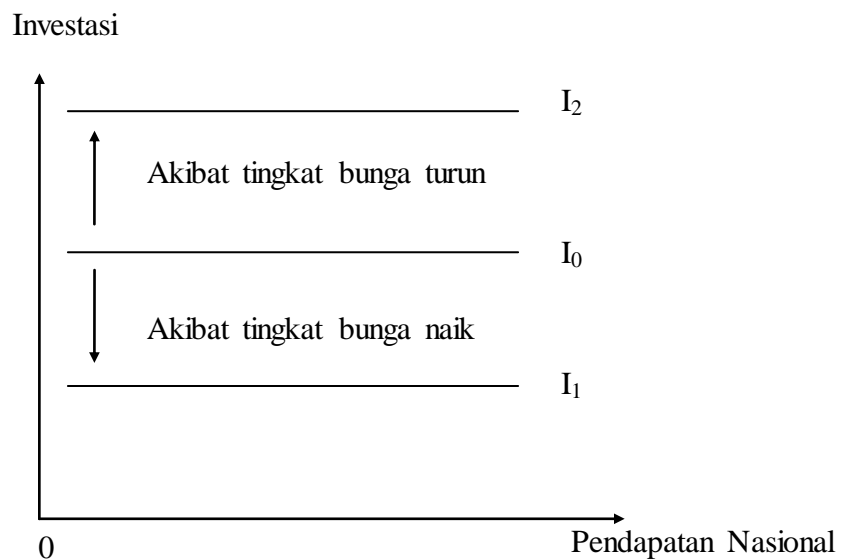 Investasi
I₂
Akibat tingkat bunga turun
I₀
Akibat tingkat bunga naik
I₁
0
Pendapatan Nasional